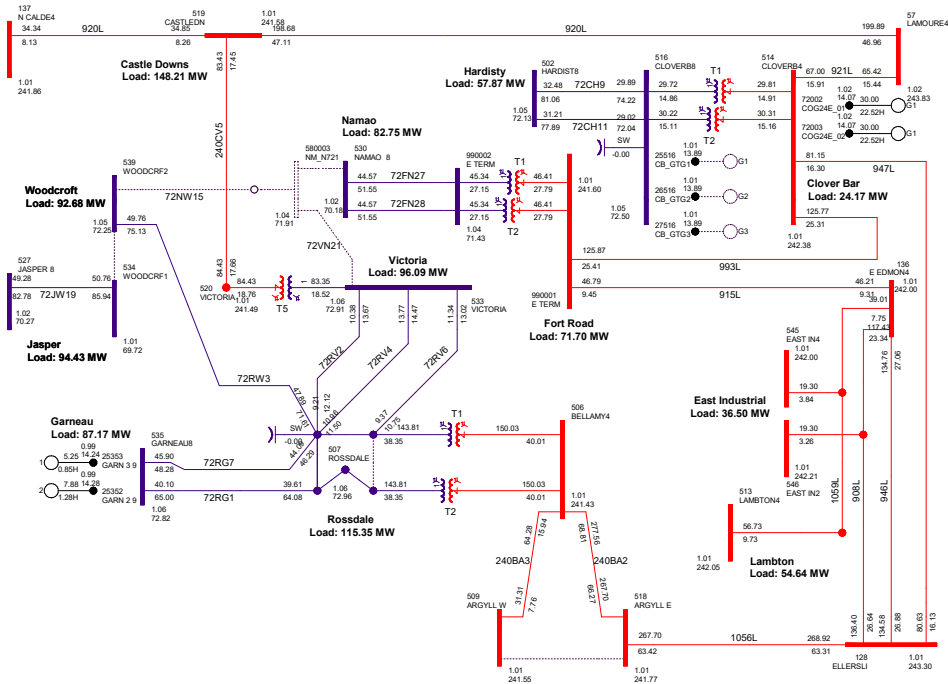 137
N CALDE4
34.34
8.13
1.01
241.86
920L
34.85
8.26
519
CASTLEDN
1.01
241.58
198.68
47.11
920L
199.89
46.96
57
LAMOURE4
1.02
243.83
Castle Downs
Load: 148.21 MW
83.43
17.45
240CV5
84.43
17.66
520
VICTORIA
1.01
241.49
84.43
18.76
T5
1
83.35
18.52
Hardisty
Load: 57.87 MW
502
HARDIST8
32.48
81.06
31.21
77.89
1.05
72.13
72CH9
29.89
74.22
29.02
72.04
72CH11
SW
-0.00
516
CLOVERB8
29.72
14.86
30.22
15.11
1.05
72.50
T1
T2
29.81
14.91
30.31
15.16
514
CLOVERB4
67.00
15.91
921L
65.42
15.44
72002
COG24E_01
1.02
14.07
30.00
22.52H
G1
72003
COG24E_02
1.02
14.07
30.00
22.52H
G1
25516
CB_GTG1
1.01
13.89
G1
26516
CB_GTG2
1.01
13.89
G2
27516
CB_GTG3
1.01
13.89
G3
81.15
16.30
947L
Clover Bar
Load: 24.17 MW
125.77
25.31
1.01
242.38
Namao
Load: 82.75 MW
580003
NM_N721
530
NAMAO 8
44.57
51.55
72FN27
44.57
51.55
72FN28
1.02
70.18
1.04
71.91
990002
E TERM
45.34
27.15
45.34
27.15
1.04
71.43
T1
T2
46.41
27.79
46.41
27.79
1.01
241.60
125.87
25.41
993L
46.79
9.45
915L
46.21
9.31
990001
E TERM
Fort Road
Load: 71.70 MW
136
E EDMON4
1.01
242.00
39.01
7.75
117.43
23.34
134.76
27.06
539
WOODCRF2
Woodcroft
Load: 92.68 MW
1.05
72.25
49.76
75.13
72NW15
72VN21
527
JASPER 8
49.28
82.78
72JW19
50.76
85.94
534
WOODCRF1
1.02
70.27
1.01
69.72
Jasper
Load: 94.43 MW
Victoria
Load: 96.09 MW
533
VICTORIA
1.06
72.91
10.38
13.67
13.77
14.47
11.34
13.02
72RV2
72RV4
72RV6
72RW3
47.89
71.61
9.21
12.12
10.96
11.50
9.37
10.75
SW
-0.00
44.08
46.29
Garneau
Load: 87.17 MW
1
5.25
0.85H
0.99
14.24
25353
GARN 3 9
2
7.88
1.28H
0.99
14.28
25352
GARN 2 9
535
GARNEAU8
45.90
48.28
72RG7
40.10
65.00
72RG1
39.61
64.08
1.06
72.82
507
ROSSDALE
1.06
72.96
143.81
38.35
143.81
38.35
T1
T2
150.03
40.01
150.03
40.01
Rossdale
Load: 115.35 MW
506
BELLAMY4
1.01
241.43
64.28
15.94
277.56
68.81
240BA3
240BA2
31.31
7.76
267.70
66.27
509
ARGYLL W
1.01
241.55
518
ARGYLL E
1.01
241.77
267.70
63.42
1056L
268.92
63.31
545
EAST IN4
1.01
242.00
19.30
3.84
East Industrial
Load: 36.50 MW
19.30
3.26
1.01
242.21
546
EAST IN2
513
LAMBTON4
56.73
9.73
1.01
242.05
Lambton
Load: 54.64 MW
1059L
908L
946L
136.40
26.64
134.58
26.88
80.63
16.13
128
ELLERSLI
1.01
243.30